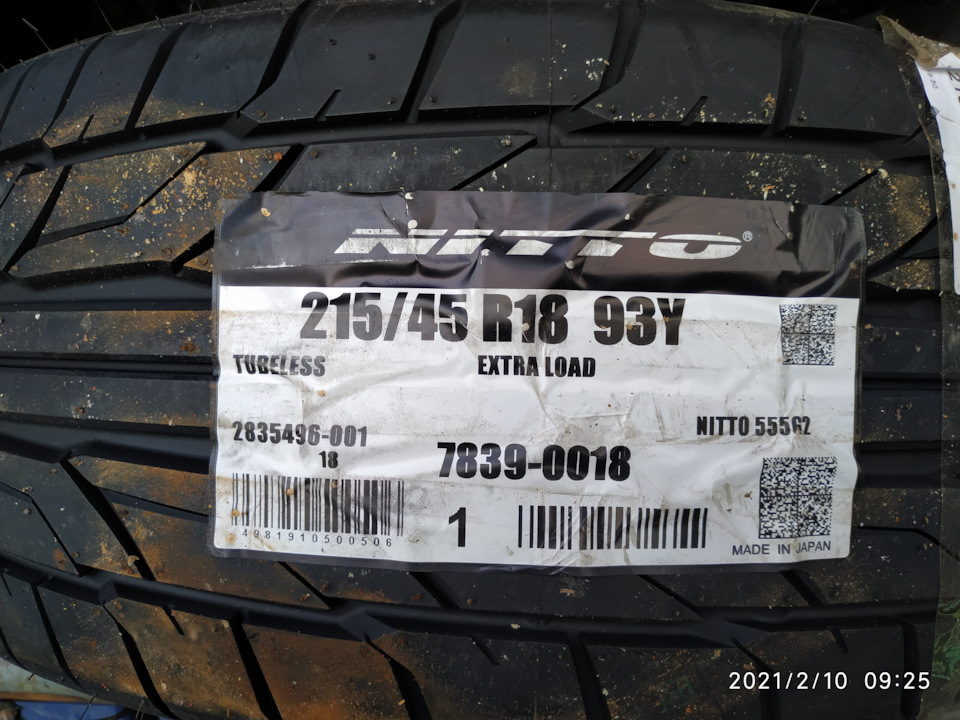 NITTO®
215/45 R18 93Y
TUBELESS EXTRA LOAD
2835496-001
18
7839-0018
NITTO 555G2
4981910500506
1
MADE IN JAPAN
2021/2/10 09:25